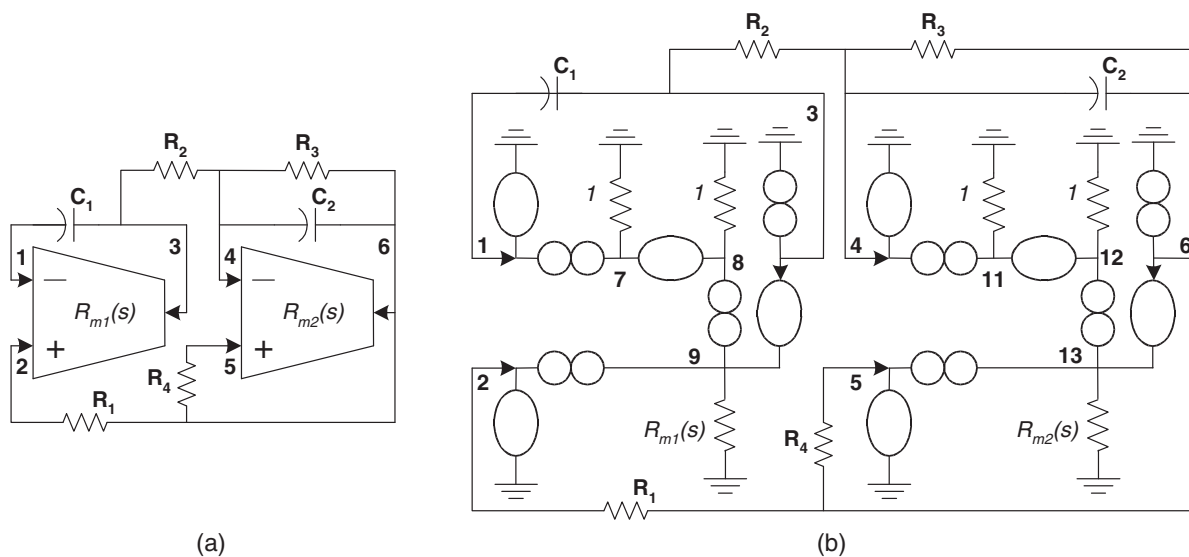 R2 R3
C1 C2
1 3 4 6
− −
Rm1(s) Rm2(s)
+ +
2 5
R4
R1
(a)
R2 R3
C1 C2
3
1 1 1 1
1 7 8 4 11 12 6
9 13
2 5
Rm1(s) R4 Rm2(s)
R1
(b)